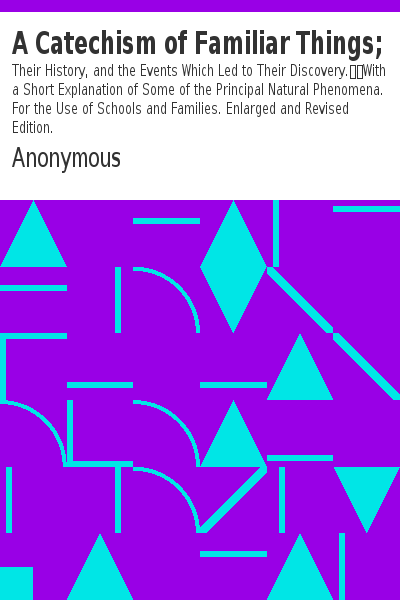 A Catechism of Familiar Things;
Their History, and the Events Which Led to Their Discovery. With
a Short Explanation of Some of the Principal Natural Phenomena.
For the Use of Schools and Families. Enlarged and Revised
Edition.
Anonymous